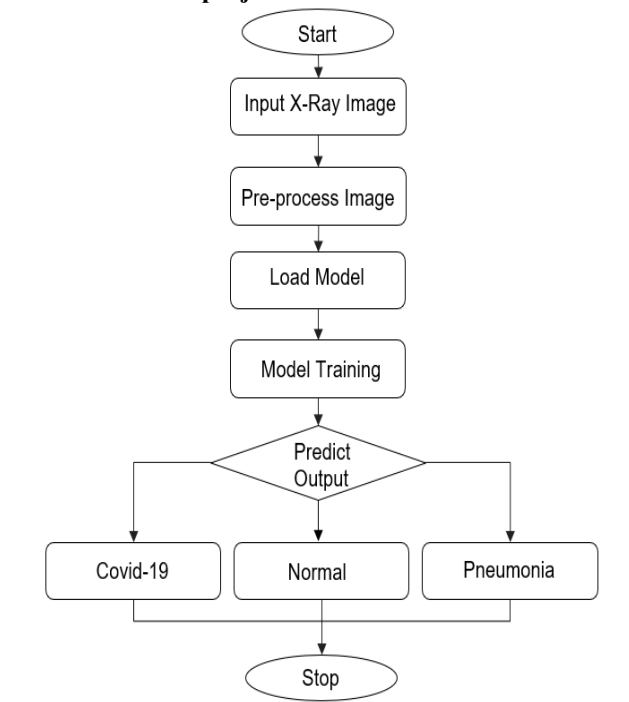 Start
Input X-Ray Image
Pre-process Image
Load Model
Model Training
Predict
Output
Covid-19
Normal
Pneumonia
Stop